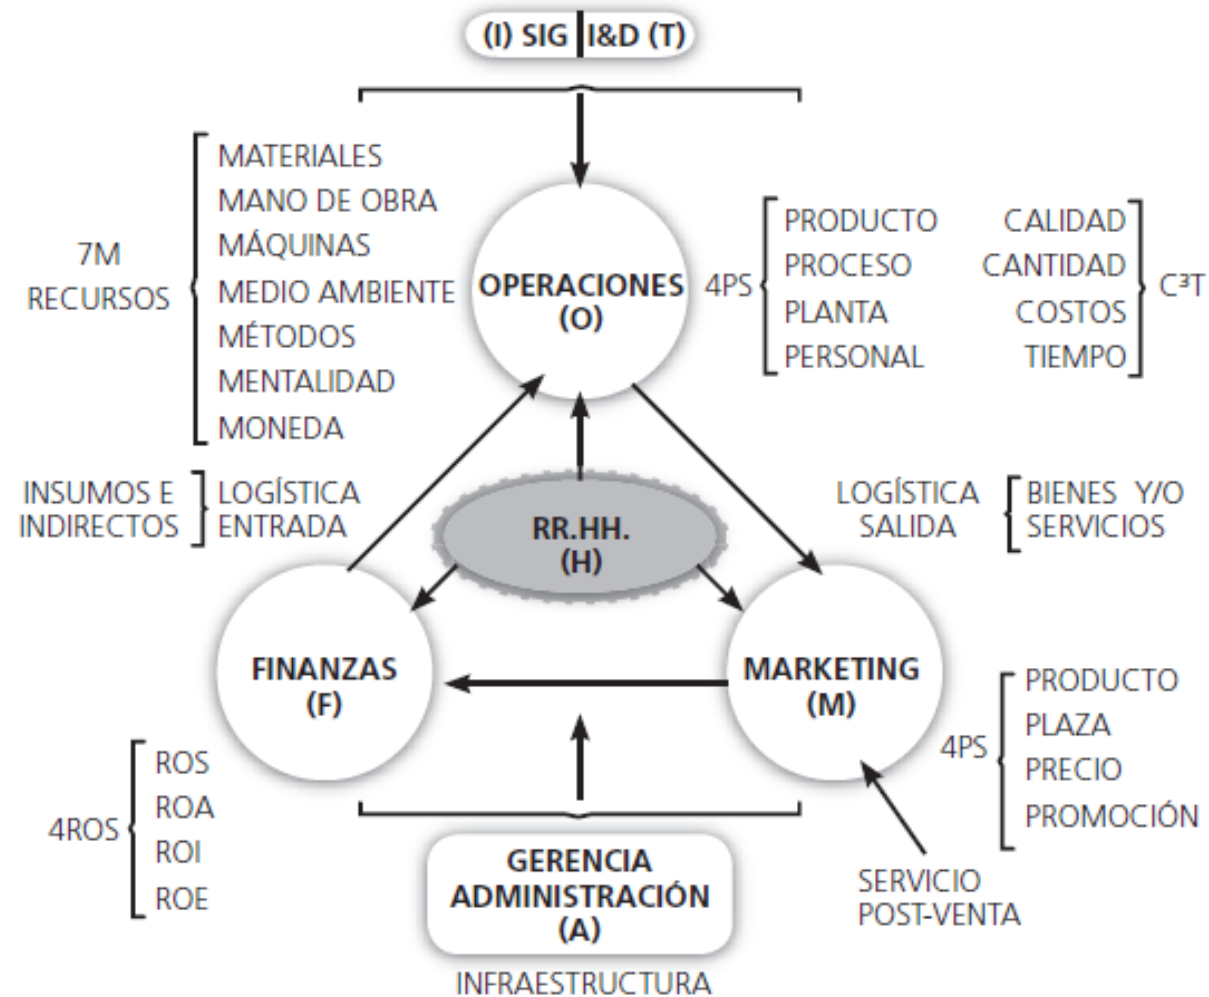 (I) SIG I&D (T)
7M
RECURSOS
MATERIALES
MANO DE OBRA
MÁQUINAS
MEDIO AMBIENTE
MÉTODOS
MENTALIDAD
MONEDA
OPERACIONES
(O)
4PS
PRODUCTO
PROCESO
PLANTA
PERSONAL
CALIDAD
CANTIDAD
COSTOS
TIEMPO
C³T
INSUMOS E
INDIRECTOS
LOGÍSTICA
ENTRADA
RR.HH.
(H)
LOGÍSTICA
SALIDA
BIENES Y/O
SERVICIOS
FINANZAS
(F)
MARKETING
(M)
4ROS
ROS
ROA
ROI
ROE
4PS
PRODUCTO
PLAZA
PRECIO
PROMOCIÓN
GERENCIA
ADMINISTRACIÓN
(A)
INFRAESTRUCTURA
SERVICIO
POST-VENTA